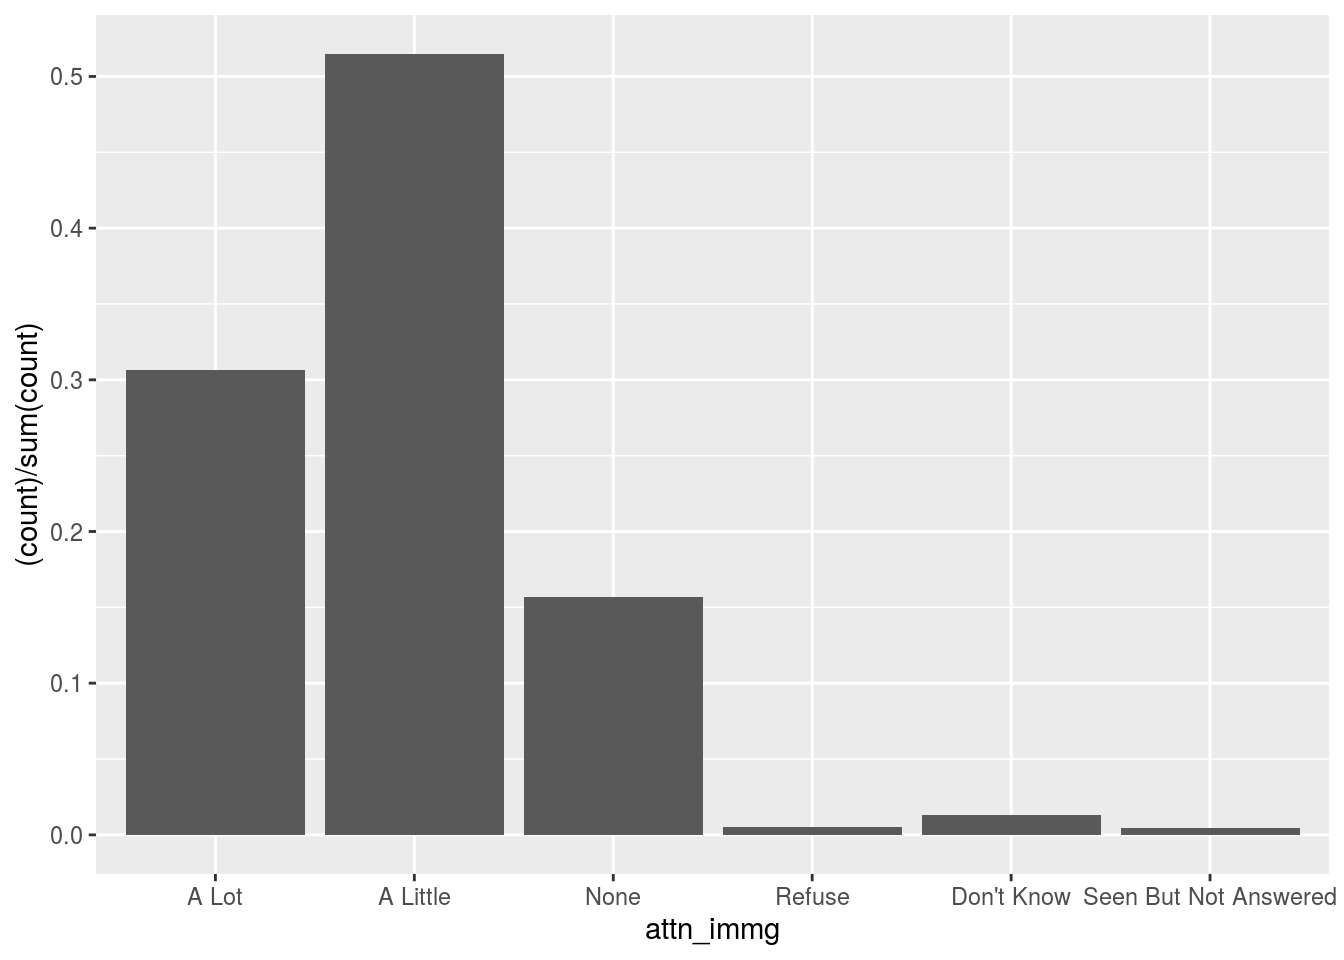 0.5
0.4
0.3
0.2
0.1
0.0
(count)/sum(count)
A Lot A Little None Refuse Don't Know Seen But Not Answered
attn_immg